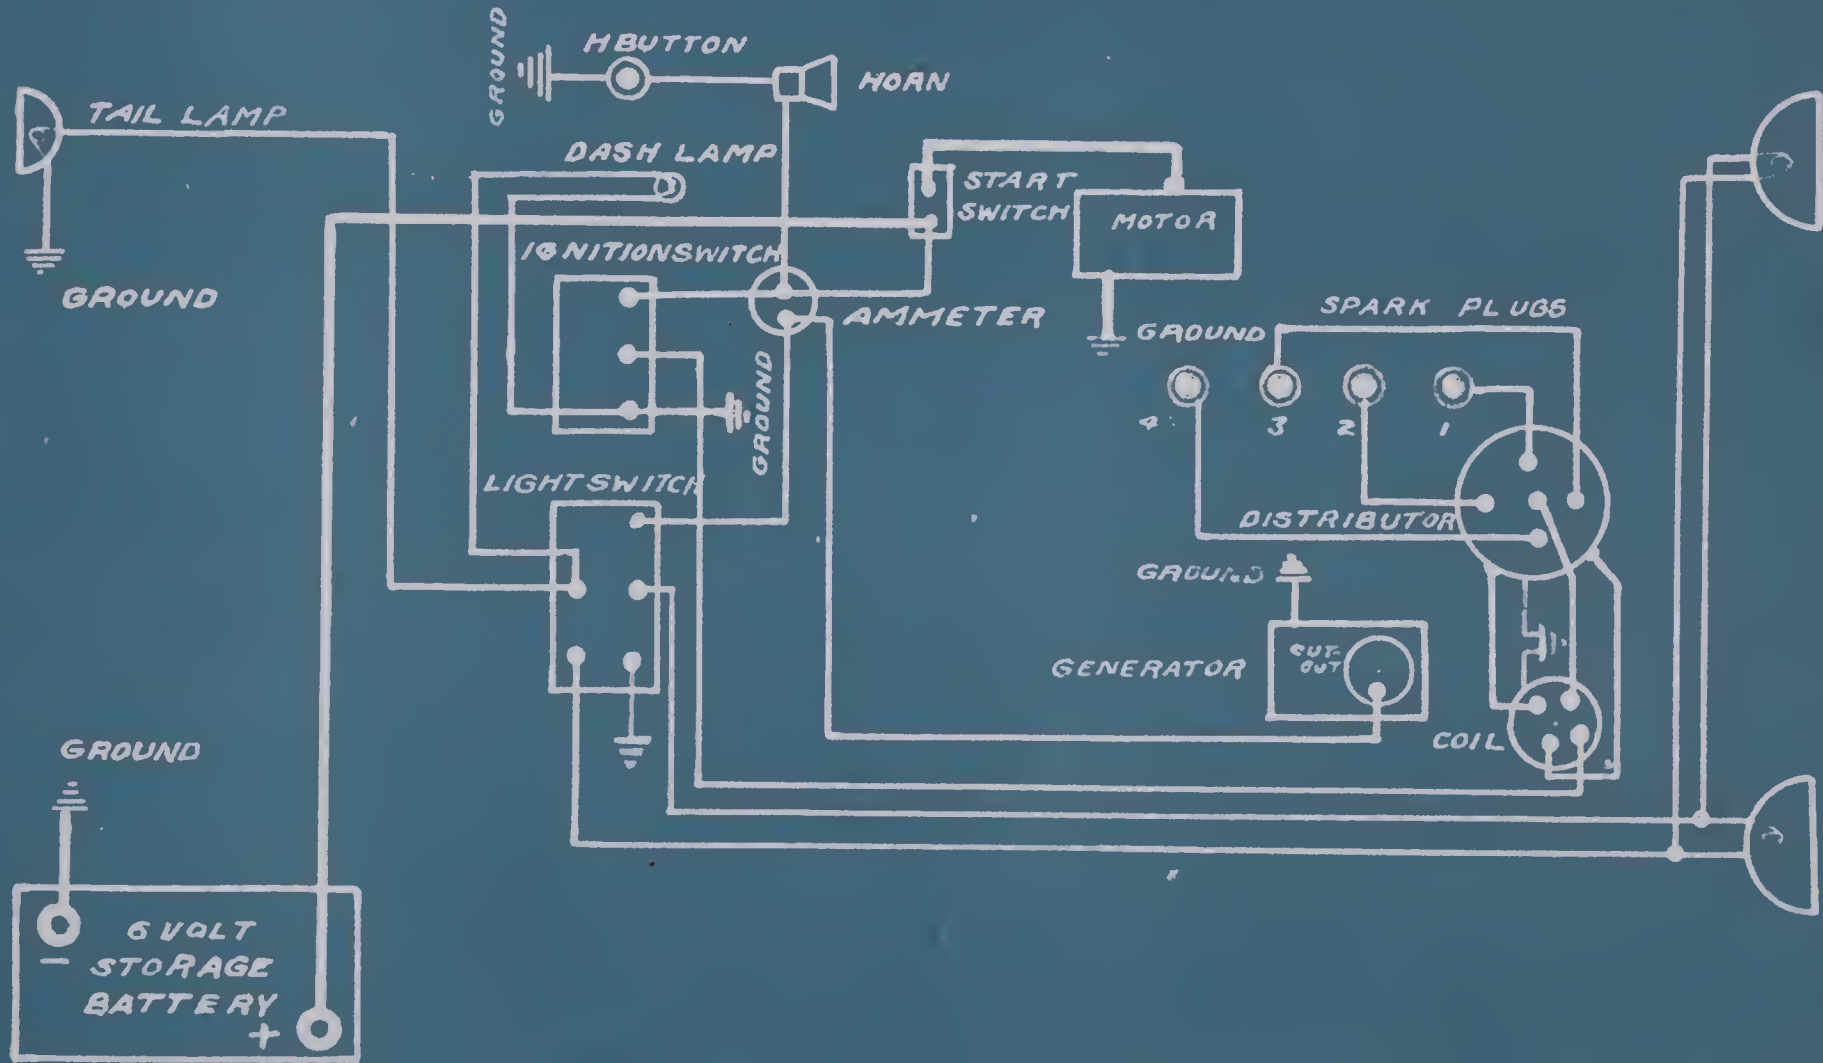 GROUND
H BUTTON
HORN
TAIL LAMP
DASH LAMP
START
SWITCH
MOTOR
IGNITION SWITCH
GROUND
AMMETER
GROUND
SPARK PLUGS
GROUND
4
3
2
1
LIGHT SWITCH
DISTRIBUTOR
GROUND
CUT-
OUT
GENERATOR
COIL
GROUND
6 VOLT
- STORAGE
BATTERY
+